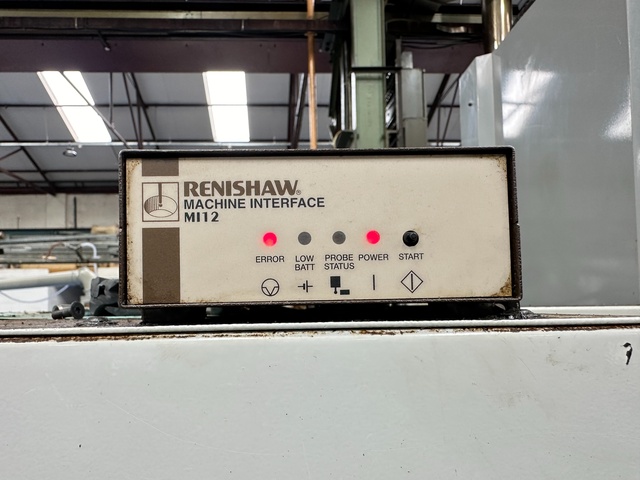 RENISHAW®
MACHINE INTERFACE
MI12
ERROR LOW BATT PROBE STATUS POWER START